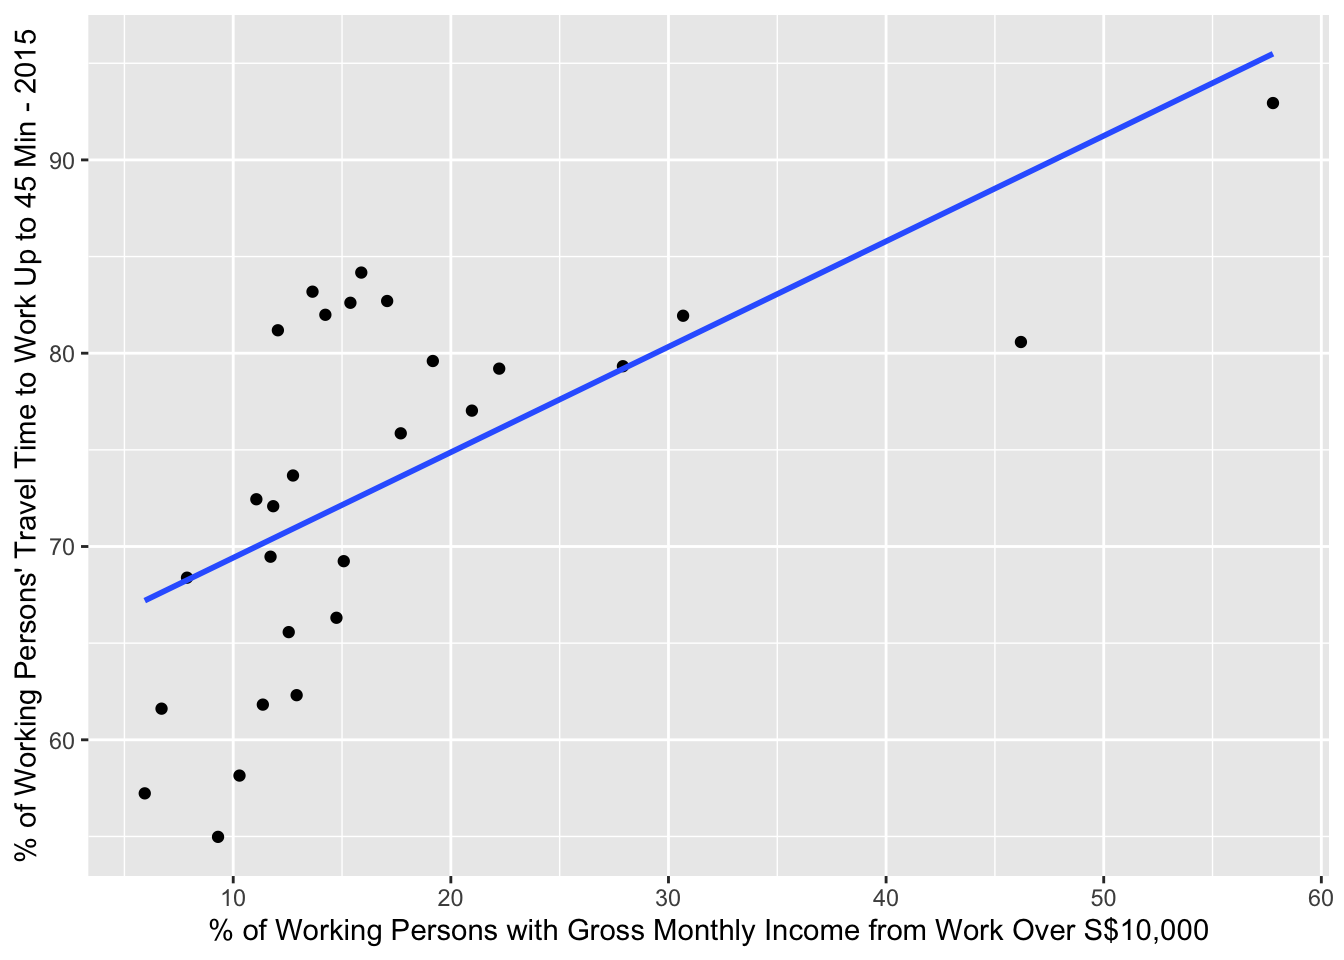 % of Working Persons' Travel Time to Work Up to 45 Min - 2015
90
80
70
60
10 20 30 40 50 60
% of Working Persons with Gross Monthly Income from Work Over S$10,000